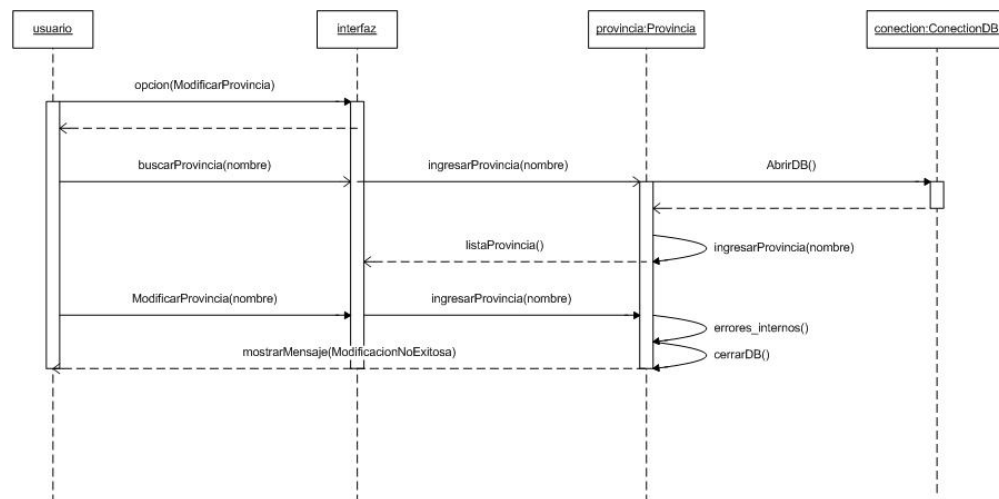 usuario
interfaz
provincia:Provincia
conection:ConectionDB
opcion(ModificarProvincia)
buscarProvincia(nombre)
ingresarProvincia(nombre)
AbrirDB()
listaProvincia()
ingresarProvincia(nombre)
ModificarProvincia(nombre)
ingresarProvincia(nombre)
errores_internos()
mostrarMensaje(ModificacionNoExitosa)
cerrarDB()